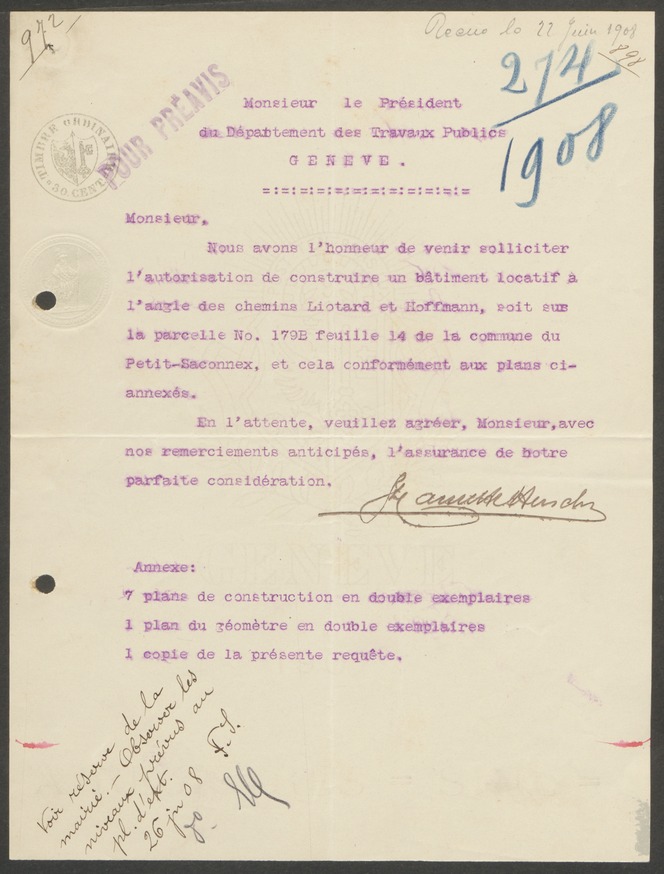 972
Recu le 22 Juin 1908
898
274
1908
TIMBRE ORDINAIRE
50 CENT
POUR PRÉAVIS
Monsieur le Président
du Département des Travaux Publics
GENEVE.
=:=:=:=:=:=:=:=:=:=:=:=:=
Monsieur,
Nous avons l'honneur de venir solliciter
l'autorisation de construire un bâtiment locatif à
l'angle des chemins Liotard et Hoffmann, soit sur
la parcelle No. 179B feuille 14 de la commune du
Petit-Saconnex, et cela conformément aux plans ci-
annexés.
En l'attente, veuillez agréer, Monsieur,avec
nos remerciements anticipés, l'assurance de botre
parfaite considération.
Annexe:
7 plans de construction en double exemplaires
1 plan du géomètre en double exemplaires
1 copie de la présente requête.
Voir réserve de la
mairie. - Observer les
niveaux prévus au
pl. d'ext.
26 jn 08 F.S.